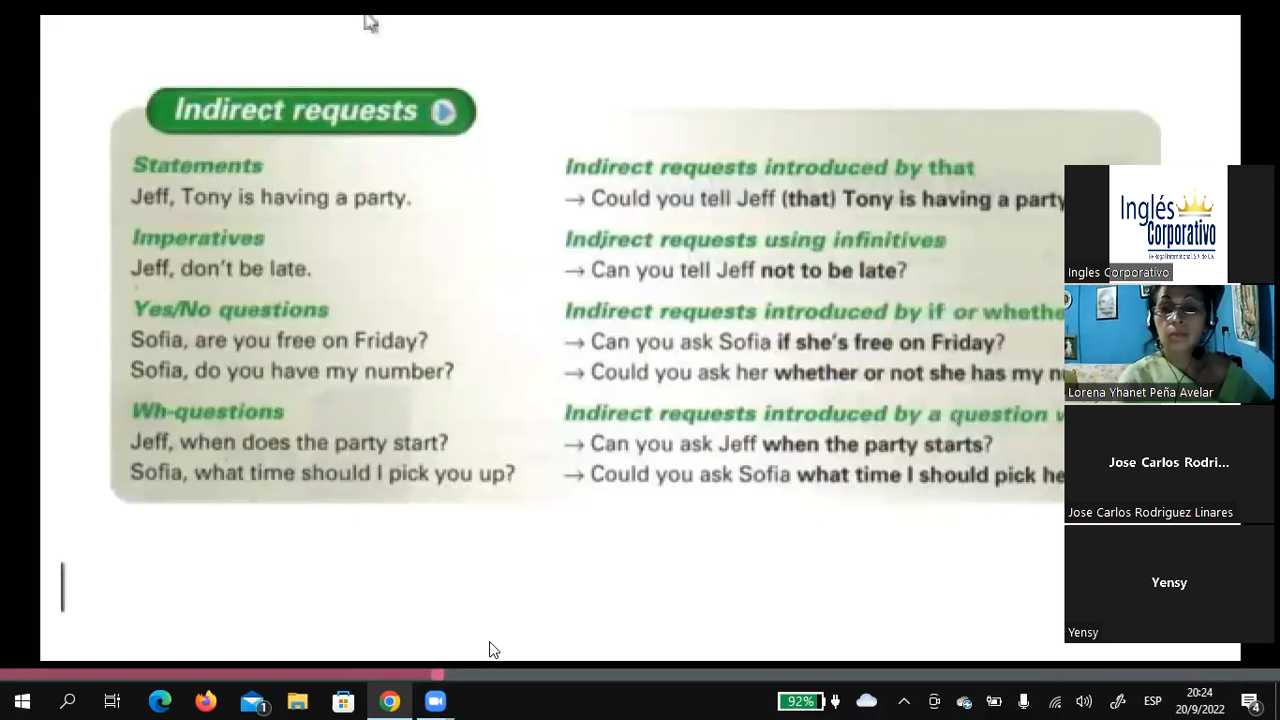 Indirect requests
Statements
Jeff, Tony is having a party.
Imperatives
Jeff, don't be late.
Yes/No questions
Sofia, are you free on Friday?
Sofia, do you have my number?
Wh-questions
Jeff, when does the party start?
Sofia, what time should I pick you up?
Indirect requests introduced by that
→ Could you tell Jeff (that) Tony is having a party
Indirect requests using infinitives
→ Can you tell Jeff not to be late?
Indirect requests introduced by if or whethe
→ Can you ask Sofia if she's free on Friday?
→ Could you ask her whether or not she has my nu
Indirect requests introduced by a question w
→ Can you ask Jeff when the party starts?
→ Could you ask Sofia what time I should pick he
Inglés
Corporativo
Ingles Corporativo
Lorena Yhanet Peña Avelar
Jose Carlos Rodri...
Jose Carlos Rodriguez Linares
Yensy
Yensy
1
92%
ESP
20:24
20/9/2022
4